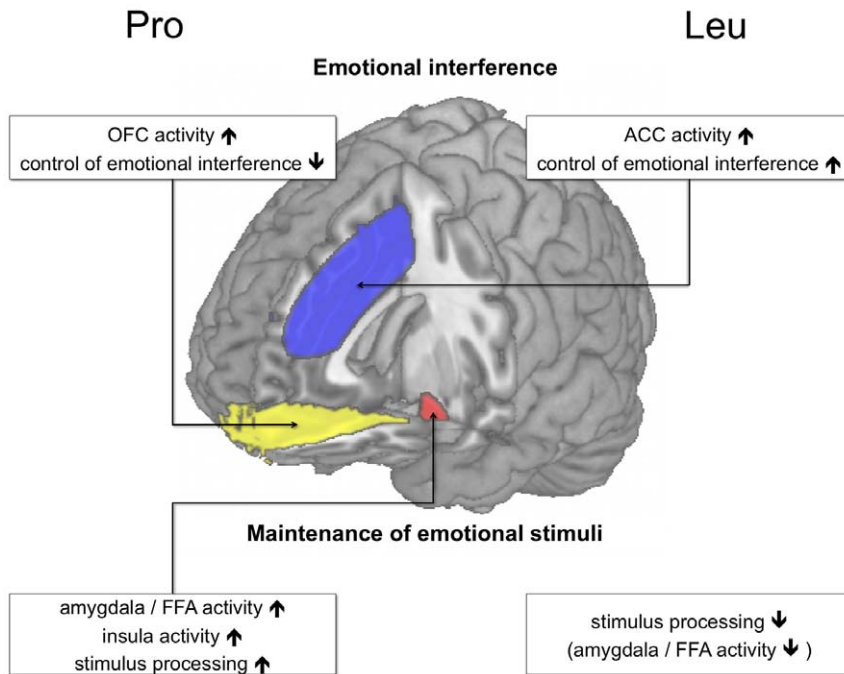 Pro
Leu
Emotional interference
OFC activity ↑
control of emotional interference ↓
ACC activity ↑
control of emotional interference ↑
Maintenance of emotional stimuli
amygdala / FFA activity ↑
insula activity ↑
stimulus processing ↑
stimulus processing ↓
(amygdala / FFA activity ↓ )